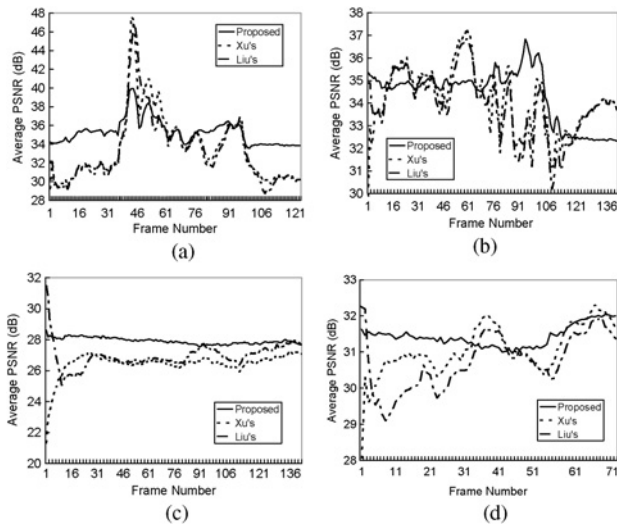 48
46
44
42
40
38
36
34
32
30
28
Average PSNR (dB)
Proposed
Xu's
Liu's
1 16 31 46 61 76 91 106 121
Frame Number
(a)
38
37
36
35
34
33
32
31
30
Average PSNR (dB)
Proposed
Xu's
Liu's
1 16 31 46 61 76 91 106 121 136
Frame Number
(b)
32
30
28
26
24
22
20
Average PSNR (dB)
Proposed
Xu's
Liu's
1 16 31 46 61 76 91 106 121 136
Frame Number
(c)
33
32
31
30
29
28
Average PSNR (dB)
Proposed
Xu's
Liu's
1 11 21 31 41 51 61 71
Frame Number
(d)